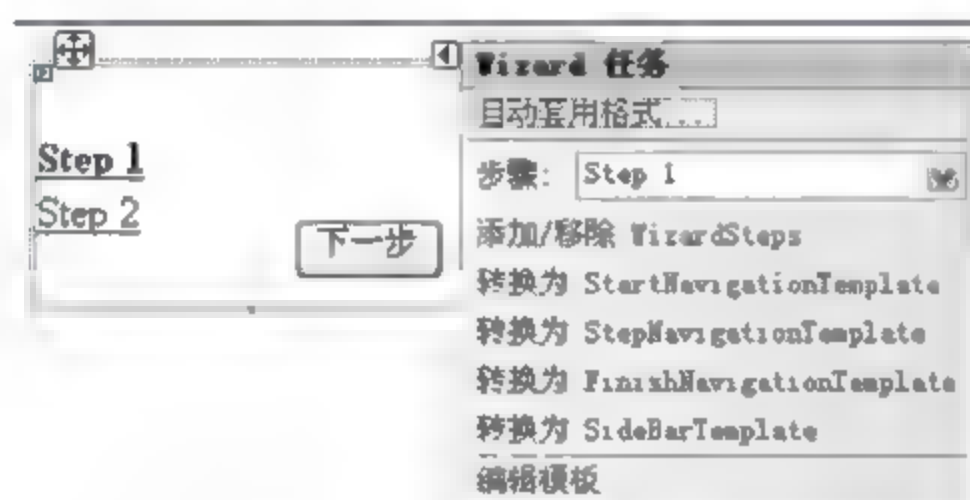 Wizard 任务
自动套用格式...
Step 1
步骤: Step 1
Step 2
下一步
添加/移除 WizardSteps
转换为 StartNavigationTemplate
转换为 StepNavigationTemplate
转换为 FinishNavigationTemplate
转换为 SideBarTemplate
编辑模板